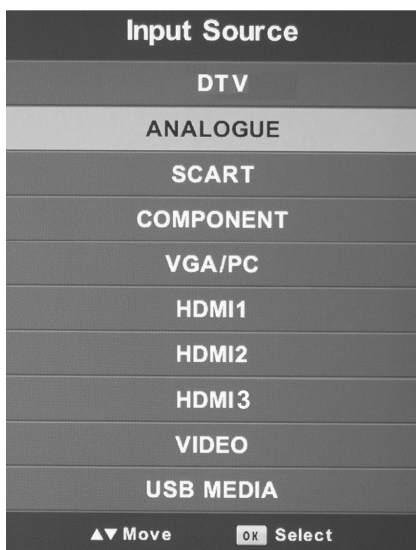 Input Source
DTV
ANALOGUE
SCART
COMPONENT
VGA/PC
HDMI1
HDMI2
HDMI3
VIDEO
USB MEDIA
▲▼ Move OK Select